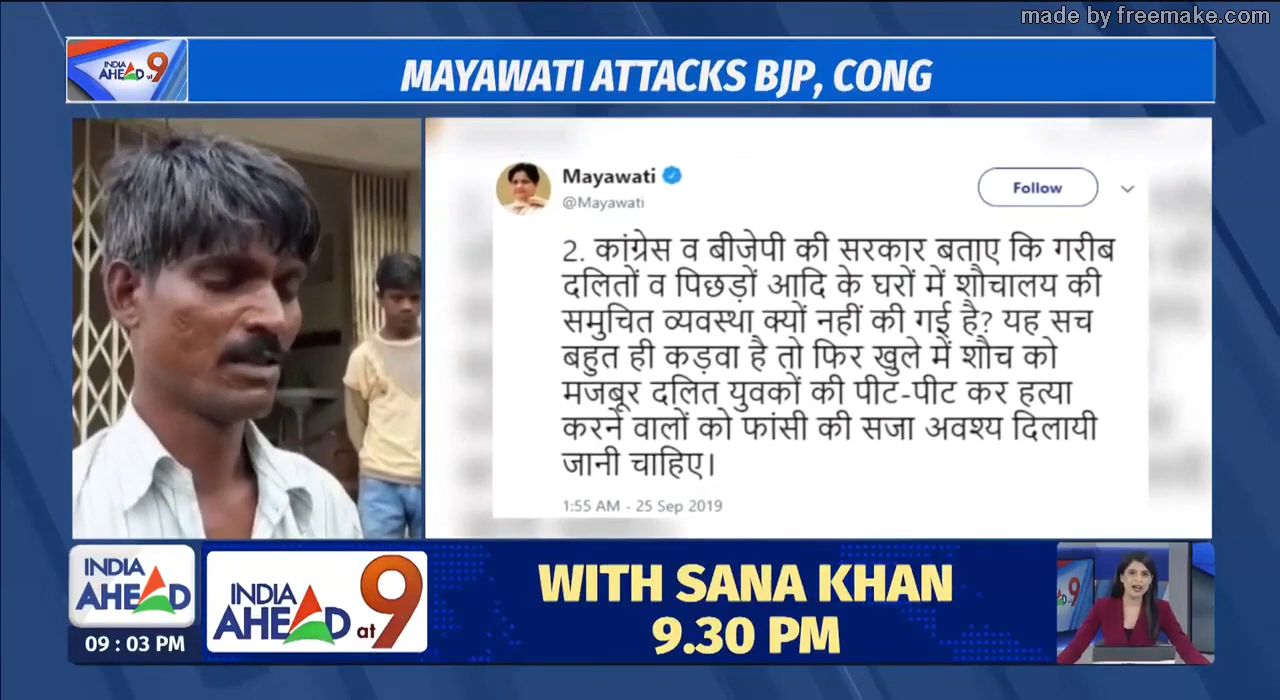 made by freemake.com
INDIA AHEAD at 9
MAYAWATI ATTACKS BJP, CONG
Mayawati
@Mayawati
Follow
2. कांग्रेस व बीजेपी की सरकार बताए कि गरीब
दलितों व पिछड़ों आदि के घरों में शौचालय की
समुचित व्यवस्था क्यों नहीं की गई है? यह सच
बहुत ही कड़वा है तो फिर खुले में शौच को
मजबूर दलित युवकों की पीट-पीट कर हत्या
करने वालों को फांसी की सजा अवश्य दिलायी
जानी चाहिए।
1:55 AM - 25 Sep 2019
INDIA
AHEAD
09 : 03 PM
INDIA
AHEAD at 9
WITH SANA KHAN
9.30 PM